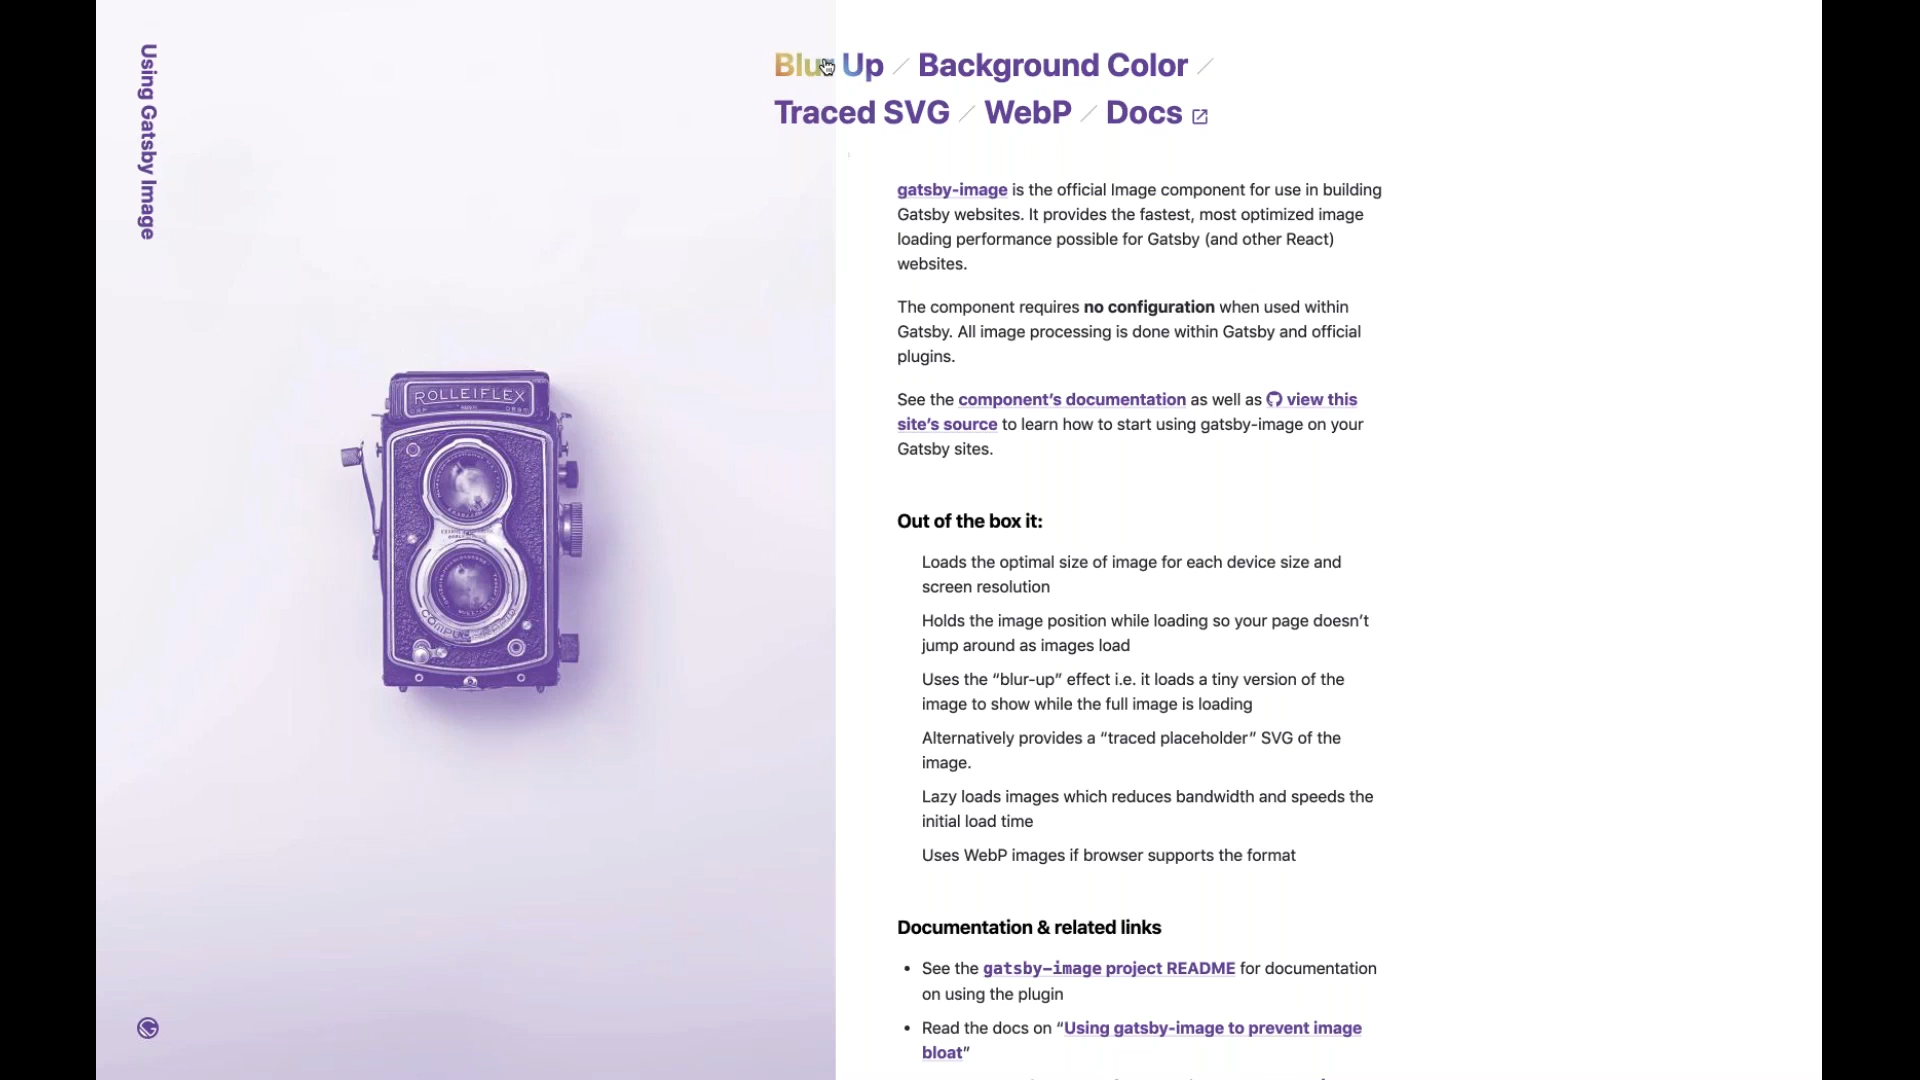 Using Gatsby Image
Blur Up / Background Color /
Traced SVG / WebP / Docs
gatsby-image is the official Image component for use in building
Gatsby websites. It provides the fastest, most optimized image
loading performance possible for Gatsby (and other React)
websites.
The component requires no configuration when used within
Gatsby. All image processing is done within Gatsby and official
plugins.
See the component’s documentation as well as view this
site’s source to learn how to start using gatsby-image on your
Gatsby sites.
Out of the box it:
Loads the optimal size of image for each device size and
screen resolution
Holds the image position while loading so your page doesn’t
jump around as images load
Uses the “blur-up” effect i.e. it loads a tiny version of the
image to show while the full image is loading
Alternatively provides a “traced placeholder” SVG of the
image.
Lazy loads images which reduces bandwidth and speeds the
initial load time
Uses WebP images if browser supports the format
Documentation & related links
• See the gatsby-image project README for documentation
on using the plugin
• Read the docs on “Using gatsby-image to prevent image
bloat”
ROLLEIFLEX